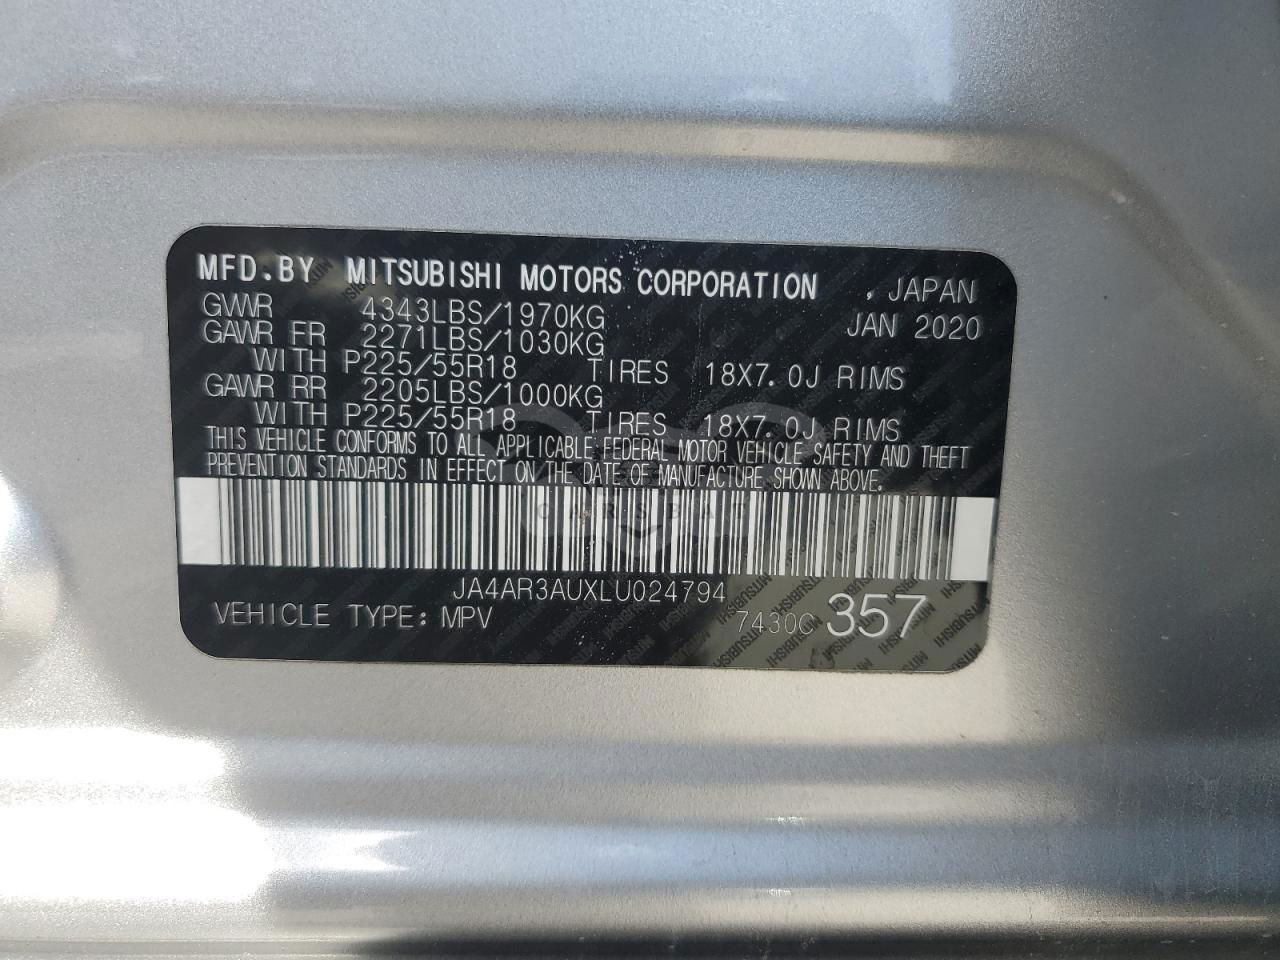 MFD.BY MITSUBISHI MOTORS CORPORATION , JAPAN
GVWR 4343LBS/1970KG JAN 2020
GAWR FR 2271LBS/1030KG
WITH P225/55R18 TIRES 18X7.0J RIMS
GAWR RR 2205LBS/1000KG
WITH P225/55R18 TIRES 18X7.0J RIMS
THIS VEHICLE CONFORMS TO ALL APPLICABLE FEDERAL MOTOR VEHICLE SAFETY AND THEFT
PREVENTION STANDARDS IN EFFECT ON THE DATE OF MANUFACTURE SHOWN ABOVE.
CARSBAT
JA4AR3AUXLU024794
VEHICLE TYPE: MPV 357